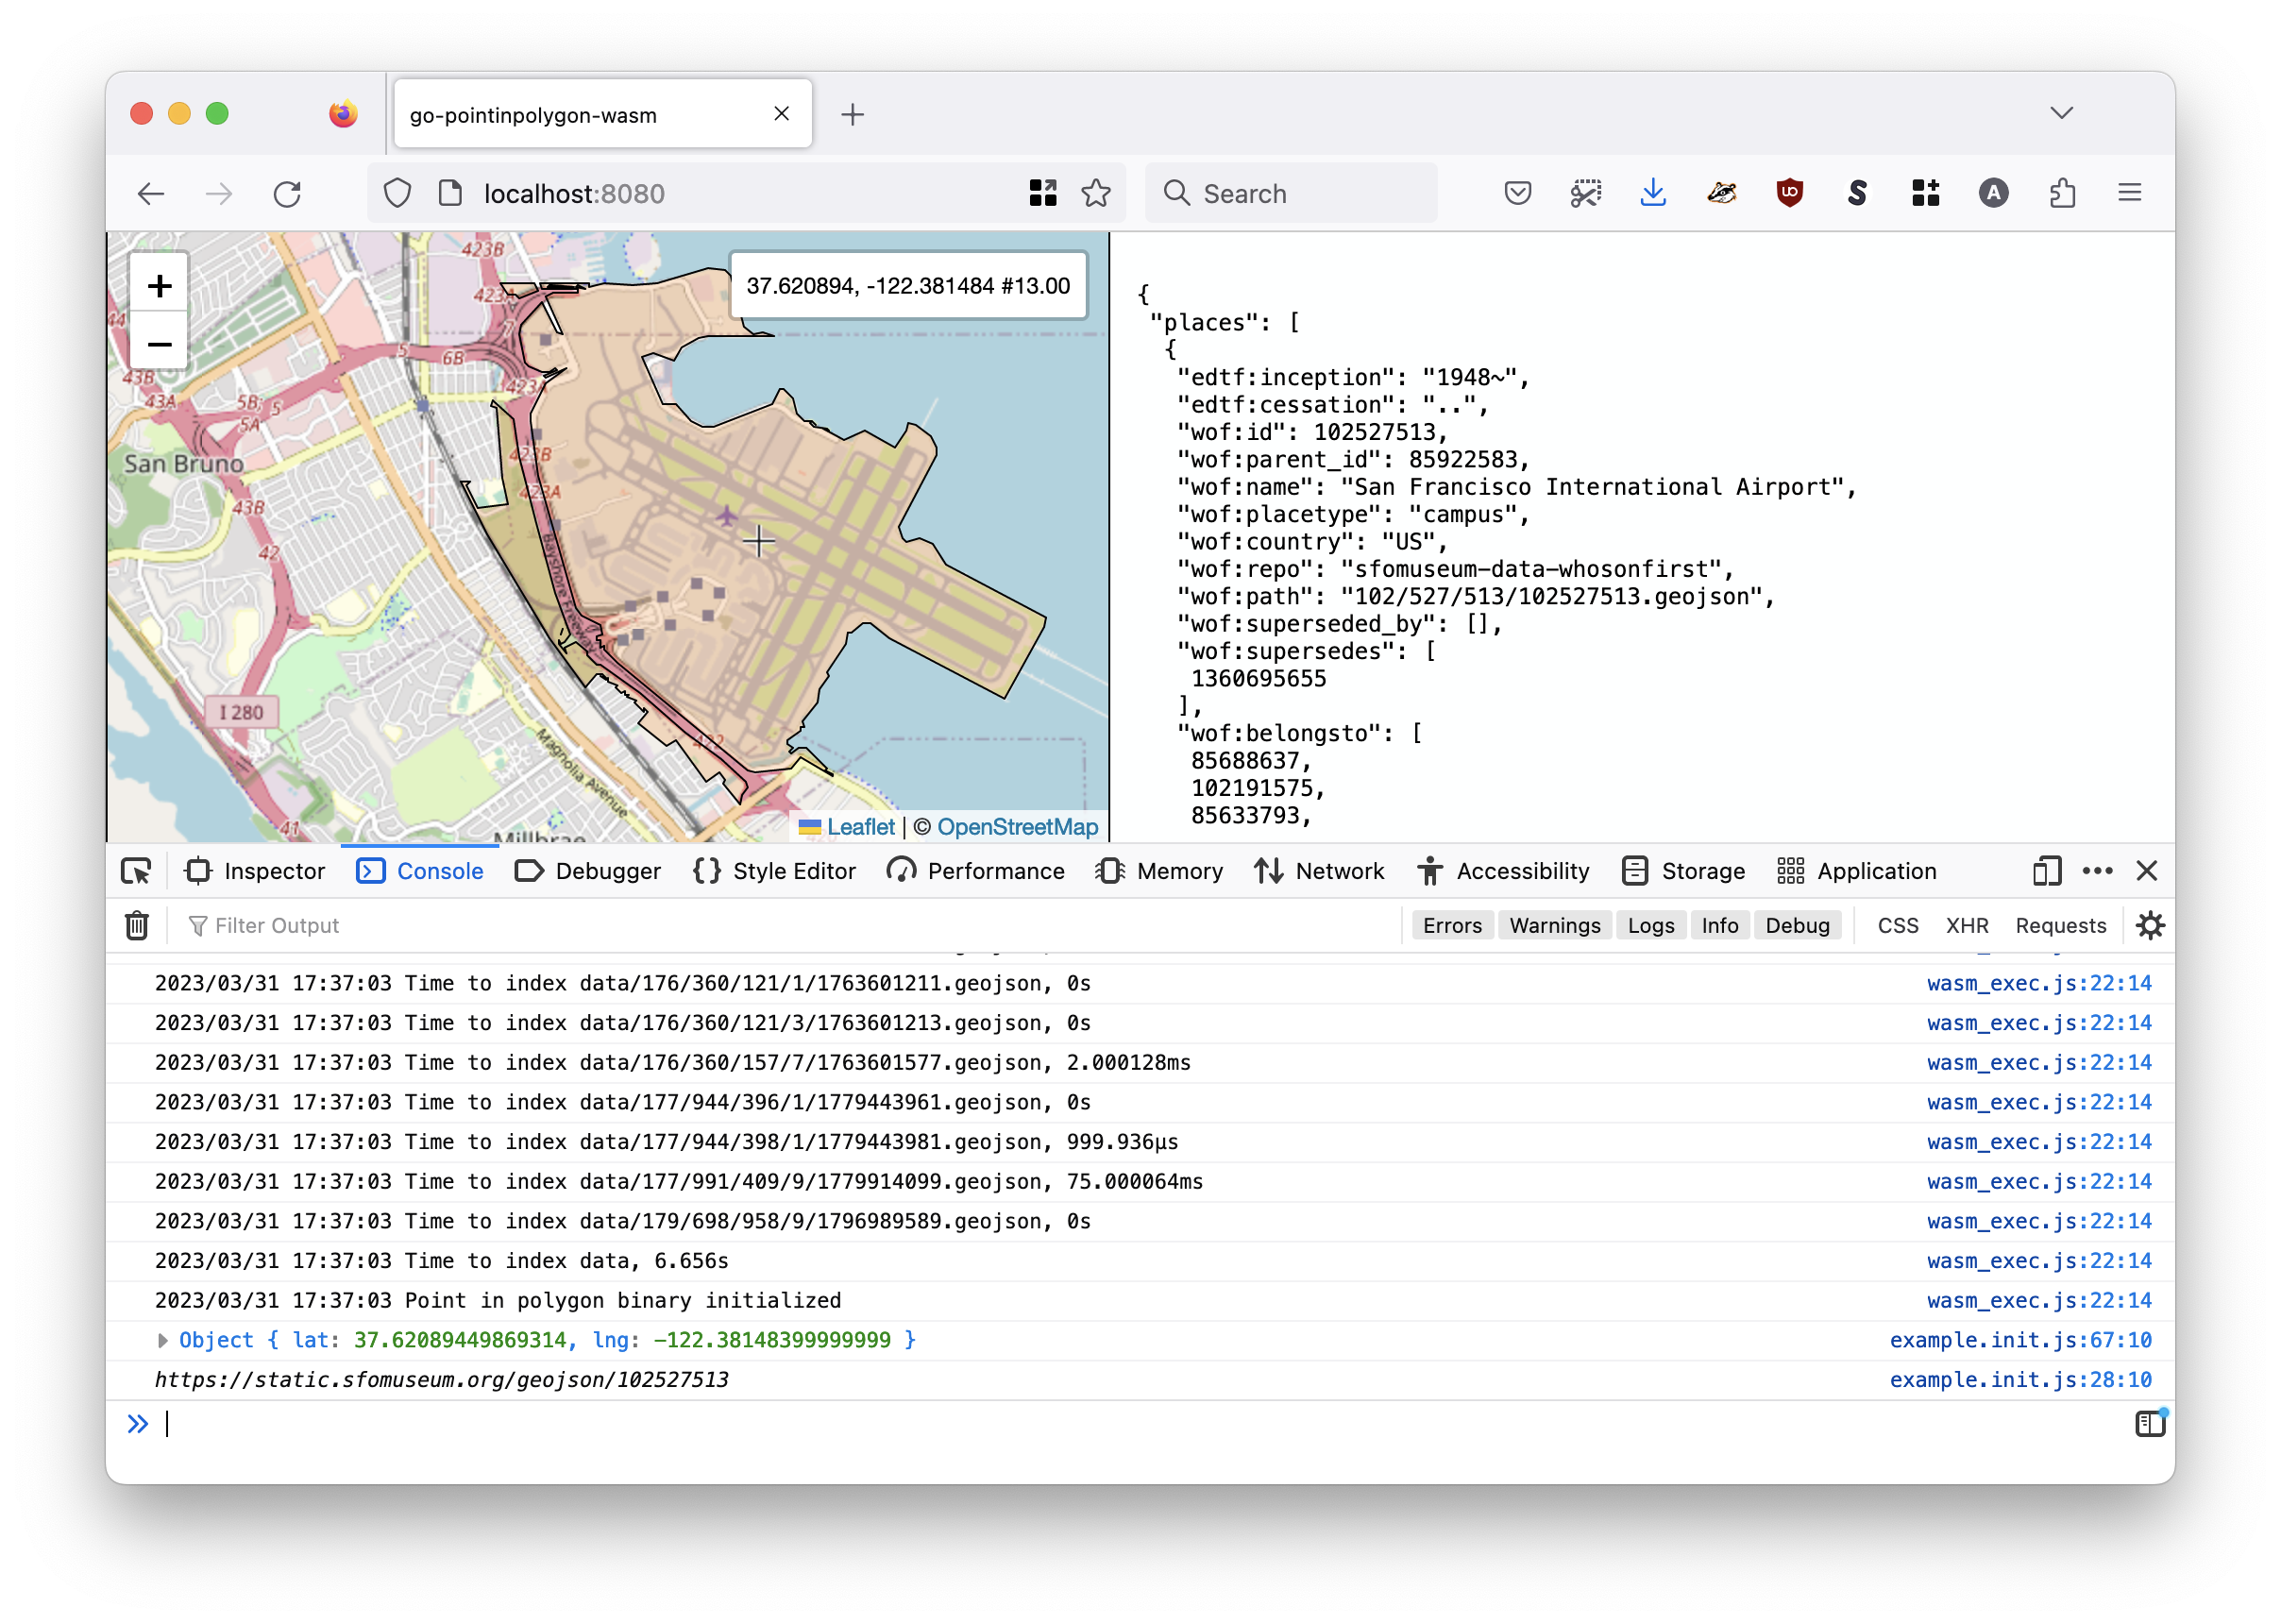 go-pointinpolygon-wasm
localhost:8080
Search
37.620894, -122.381484 #13.00
+
−
423B
423A
7
44
5
6B
43B
423A
43A
5B; 5
5A
San Bruno
423B
423A
43B
42
Bayshore Freeway
I 280
422
Magnolia Avenue
41
Millbrae
Leaflet | © OpenStreetMap
{
"places": [
{
"edtf:inception": "1948~",
"edtf:cessation": "..",
"wof:id": 102527513,
"wof:parent_id": 85922583,
"wof:name": "San Francisco International Airport",
"wof:placetype": "campus",
"wof:country": "US",
"wof:repo": "sfomuseum-data-whosonfirst",
"wof:path": "102/527/513/102527513.geojson",
"wof:superseded_by": [],
"wof:supersedes": [
1360695655
],
"wof:belongsto": [
85688637,
102191575,
85633793,
Inspector Console Debugger Style Editor Performance Memory Network Accessibility Storage Application
Filter Output Errors Warnings Logs Info Debug CSS XHR Requests
2023/03/31 17:37:03 Time to index data/176/360/121/1/1763601211.geojson, 0s wasm_exec.js:22:14
2023/03/31 17:37:03 Time to index data/176/360/121/3/1763601213.geojson, 0s wasm_exec.js:22:14
2023/03/31 17:37:03 Time to index data/176/360/157/7/1763601577.geojson, 2.000128ms wasm_exec.js:22:14
2023/03/31 17:37:03 Time to index data/177/944/396/1/1779443961.geojson, 0s wasm_exec.js:22:14
2023/03/31 17:37:03 Time to index data/177/944/398/1/1779443981.geojson, 999.936µs wasm_exec.js:22:14
2023/03/31 17:37:03 Time to index data/177/991/409/9/1779914099.geojson, 75.000064ms wasm_exec.js:22:14
2023/03/31 17:37:03 Time to index data/179/698/958/9/1796989589.geojson, 0s wasm_exec.js:22:14
2023/03/31 17:37:03 Time to index data, 6.656s wasm_exec.js:22:14
2023/03/31 17:37:03 Point in polygon binary initialized wasm_exec.js:22:14
Object { lat: 37.62089449869314, lng: -122.38148399999999 } example.init.js:67:10
https://static.sfomuseum.org/geojson/102527513 example.init.js:28:10